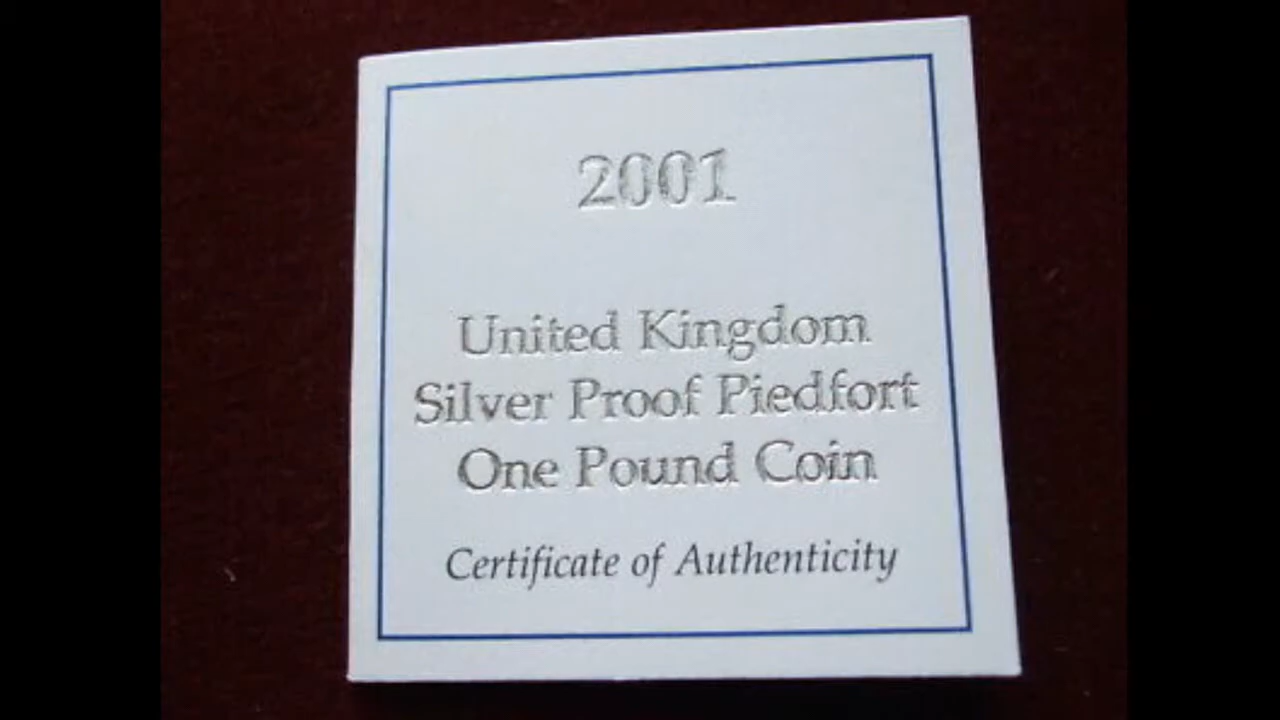 2001
United Kingdom
Silver Proof Piedfort
One Pound Coin
Certificate of Authenticity